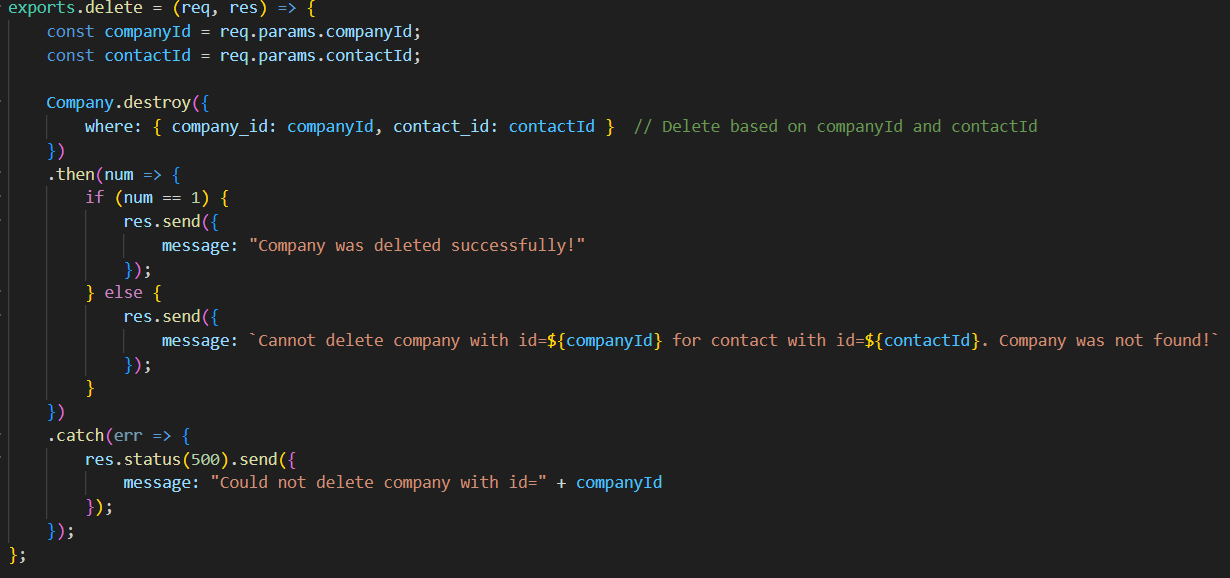 exports.delete = (req, res) => {
    const companyId = req.params.companyId;
    const contactId = req.params.contactId;

    Company.destroy({
        where: { company_id: companyId, contact_id: contactId }  // Delete based on companyId and contactId
    })
    .then(num => {
        if (num == 1) {
            res.send({
                message: "Company was deleted successfully!"
            });
        } else {
            res.send({
                message: `Cannot delete company with id=${companyId} for contact with id=${contactId}. Company was not found!`
            });
        }
    })
    .catch(err => {
        res.status(500).send({
            message: "Could not delete company with id=" + companyId
        });
    });
};